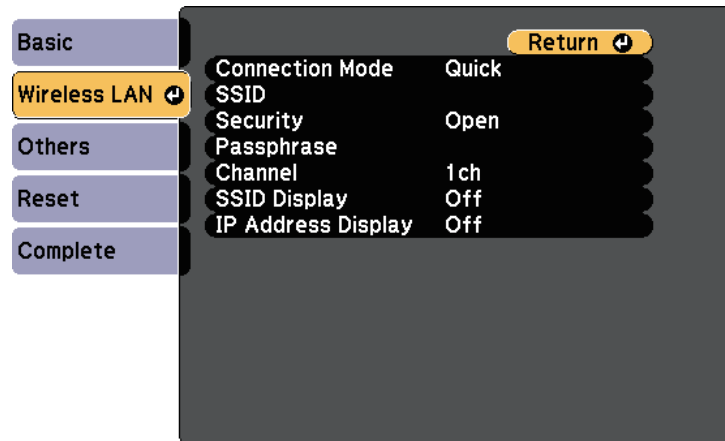 Basic
Wireless LAN
Others
Reset
Complete
Return
Connection Mode Quick
SSID
Security Open
Passphrase
Channel 1ch
SSID Display Off
IP Address Display Off